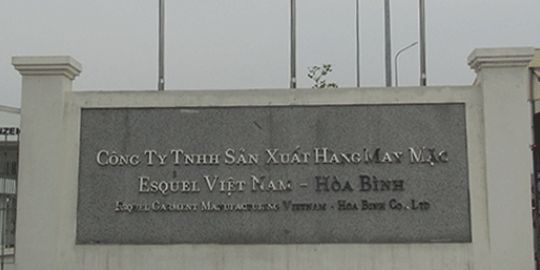 CÔNG TY TNHH SẢN XUẤT HÀNG MAY MẶC
ESQUEL VIỆT NAM - HÒA BÌNH
ESQUEL GARMENT MANUFACTURING VIETNAM - HOA BINH CO., LTD